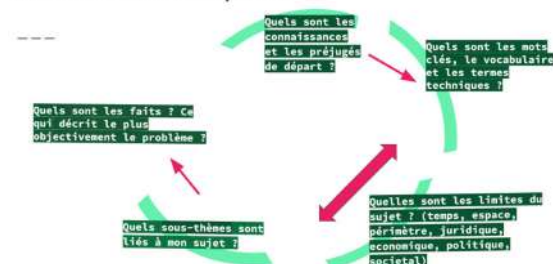 Quels sont les
connaissances
et les préjugés
de départ ?
Quels sont les mots
clés, le vocabulaire
et les termes
techniques ?
Quels sont les faits ? Ce
qui décrit le plus
objectivement le problème ?
Quelles sont les limites du
sujet ? (temps, espace,
périmètre, juridique,
economique, politique,
societal)
Quels sous-thèmes sont
liés à mon sujet ?